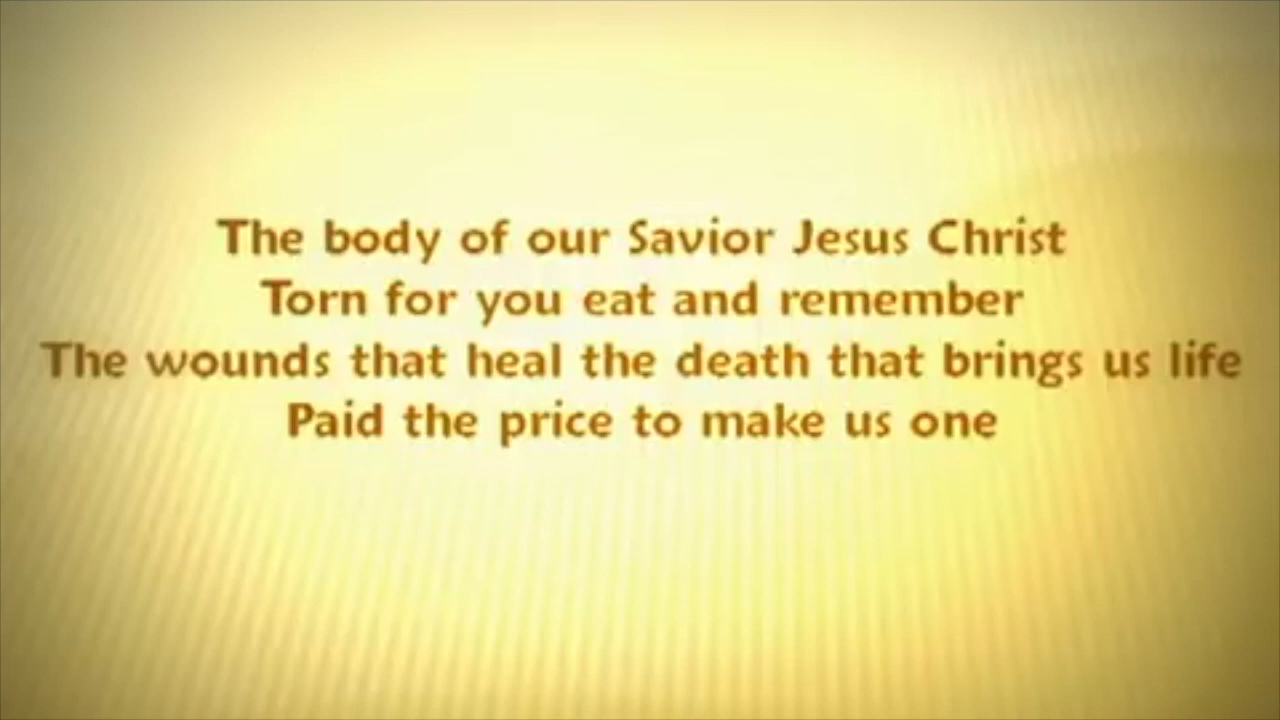 The body of our Savior Jesus Christ
Torn for you eat and remember
The wounds that heal the death that brings us life
Paid the price to make us one